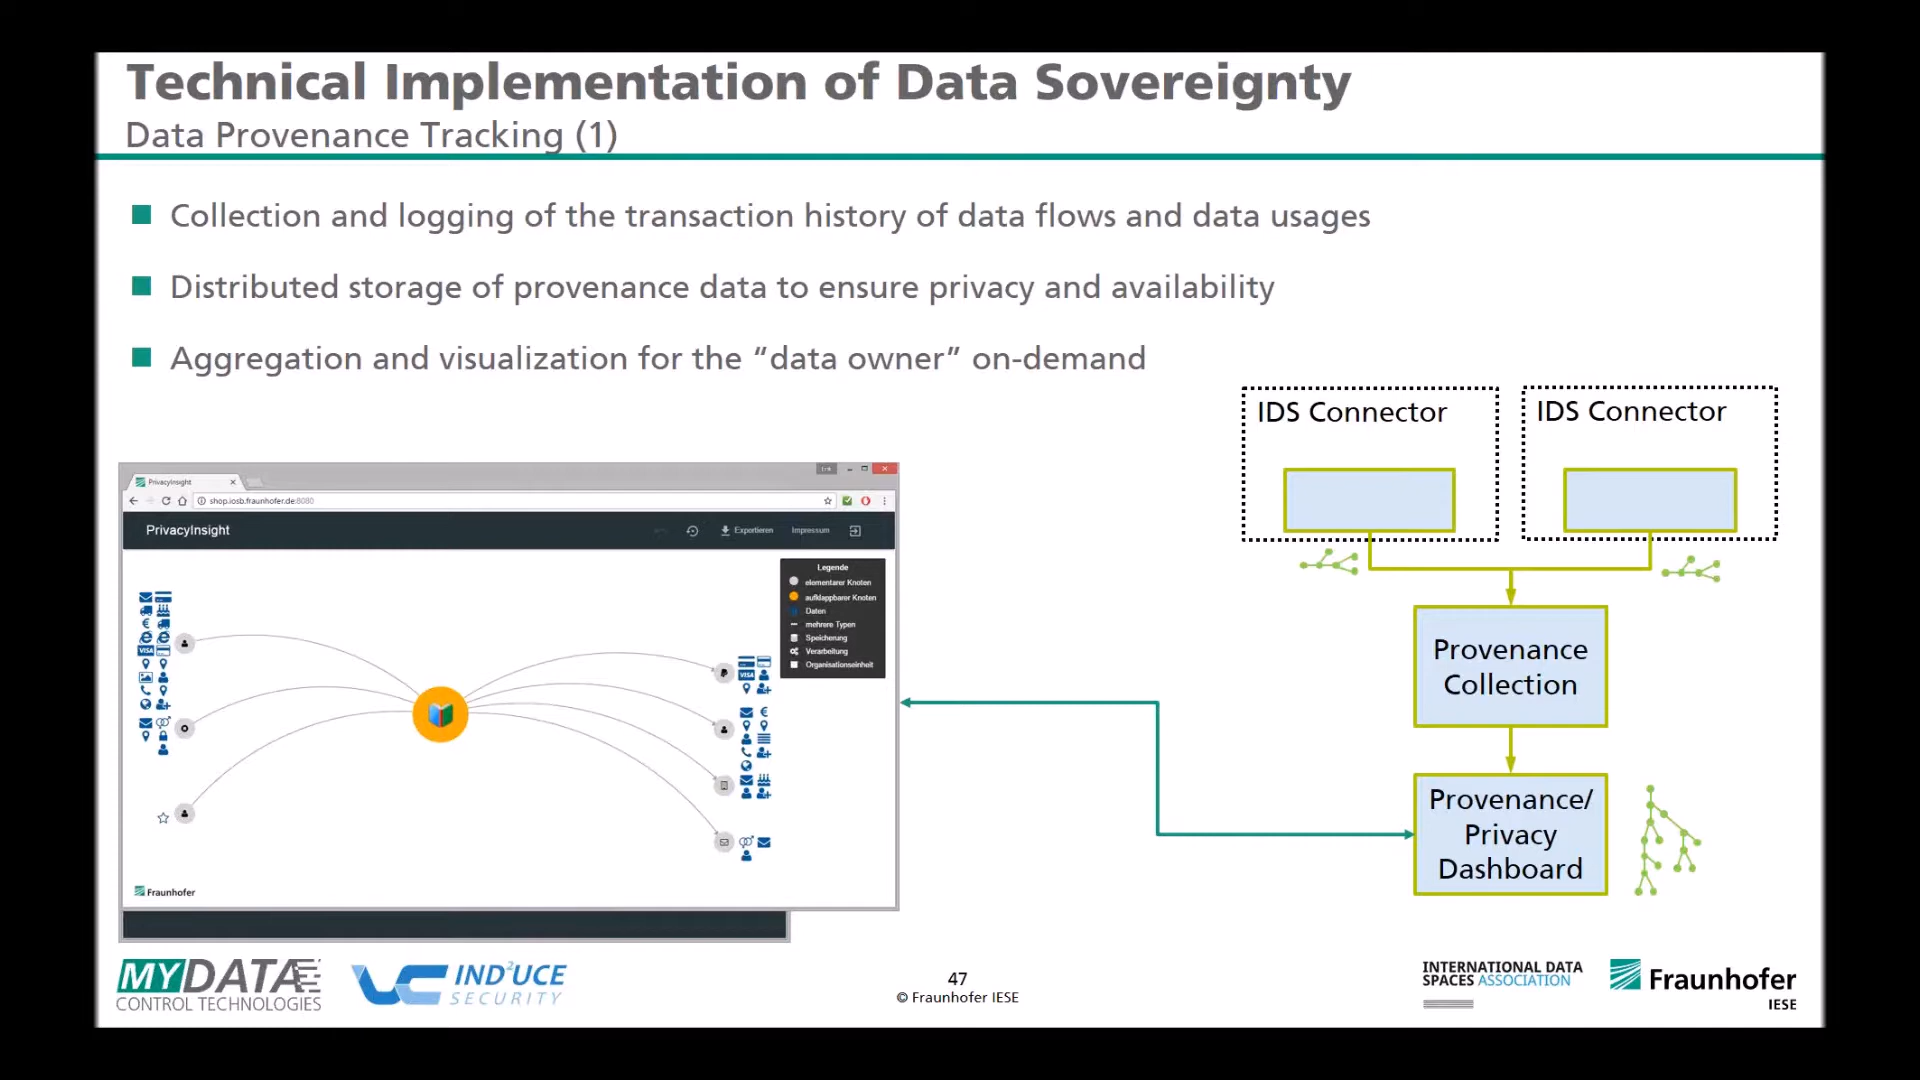 Technical Implementation of Data Sovereignty
Data Provenance Tracking (1)
Collection and logging of the transaction history of data flows and data usages
Distributed storage of provenance data to ensure privacy and availability
Aggregation and visualization for the “data owner” on-demand
IDS Connector
IDS Connector
Provenance
Collection
Provenance/
Privacy
Dashboard
PrivacyInsight
shop.iosb.fraunhofer.de:8080
PrivacyInsight
Exportieren
Impressum
Legende
elementarer Knoten
aufklappbarer Knoten
Daten
mehrere Typen
Speicherung
Verarbeitung
Organisationseinheit
VISA
VISA
Fraunhofer
MYDATA
CONTROL TECHNOLOGIES
IND²UCE
SECURITY
47
© Fraunhofer IESE
INTERNATIONAL DATA
SPACES ASSOCIATION
Fraunhofer
IESE